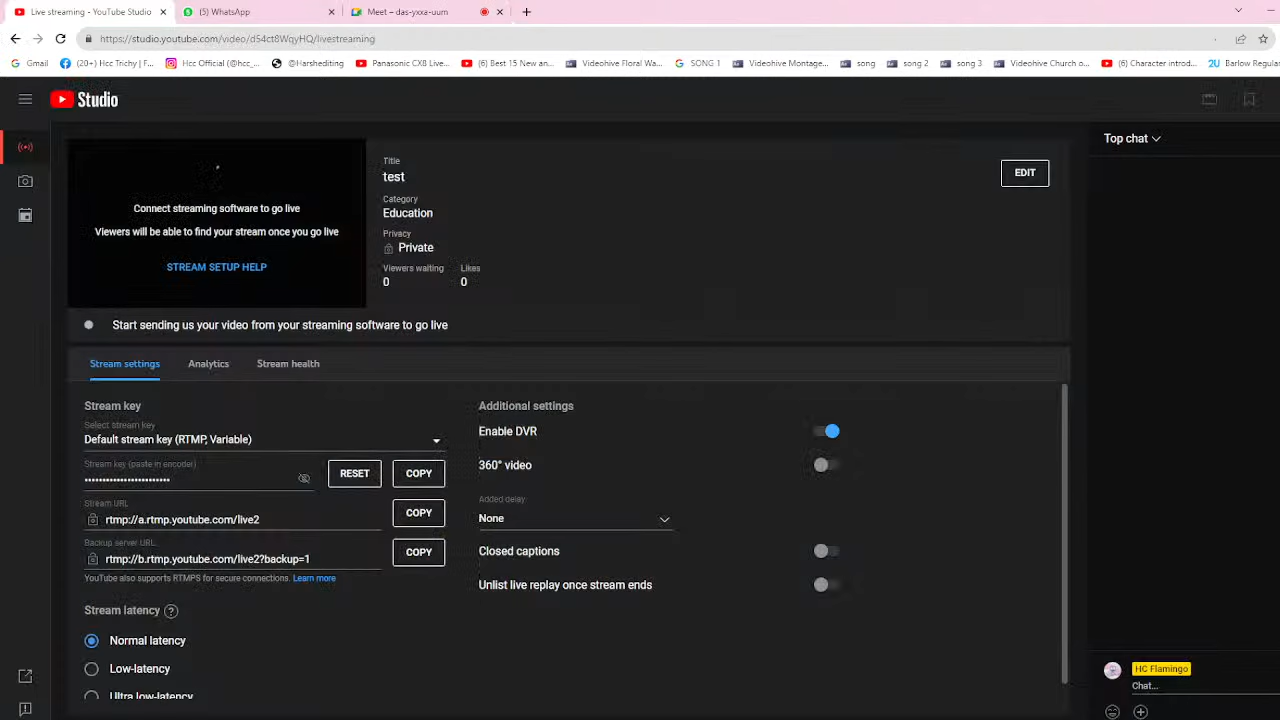 Live streaming - YouTube Studio
(5) WhatsApp
Meet – das-yxxa-uum
https://studio.youtube.com/video/d54ct8WqyHQ/livestreaming
Gmail
(20+) Hcc Trichy | F...
Hcc Official (@hcc_...
@Harshediting
Panasonic CX8 Live...
(6) Best 15 New an...
Videohive Floral Wa...
SONG 1
Videohive Montage...
song
song 2
song 3
Videohive Church o...
(6) Character introd...
Barlow Regular
Studio
Top chat
Connect streaming software to go live
Viewers will be able to find your stream once you go live
STREAM SETUP HELP
Title
test
EDIT
Category
Education
Privacy
Private
Viewers waiting
Likes
0
0
Start sending us your video from your streaming software to go live
Stream settings
Analytics
Stream health
Stream key
Select stream key
Default stream key (RTMP, Variable)
Stream key (paste in encoder)
RESET
COPY
Stream URL
rtmp://a.rtmp.youtube.com/live2
COPY
Backup server URL
rtmp://b.rtmp.youtube.com/live2?backup=1
COPY
YouTube also supports RTMPS for secure connections. Learn more
Stream latency
Normal latency
Low-latency
Ultra low-latency
Additional settings
Enable DVR
360° video
Added delay
None
Closed captions
Unlist live replay once stream ends
HC Flamingo
Chat...